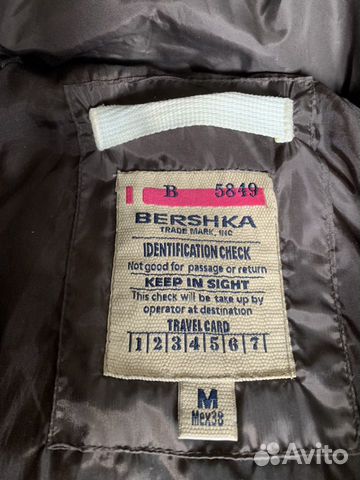 B 5849
BERSHKA
TRADE MARK, INC
IDENTIFICATION CHECK
Not good for passage or return
KEEP IN SIGHT
This check will be take up by
operator at destination
TRAVEL CARD
1 2 3 4 5 6 7
M
Mex38
Avito